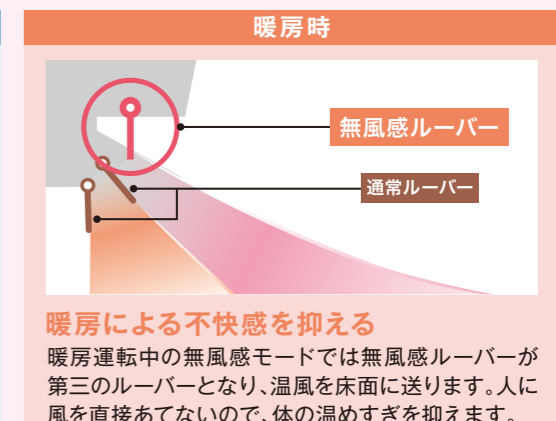 暖房時
無風感ルーバー
通常ルーバー
暖房による不快感を抑える
暖房運転中の無風感モードでは無風感ルーバーが
第三のルーバーとなり、温風を床面に送ります。人に
風を直接あてないので、体の温めすぎを抑えます。